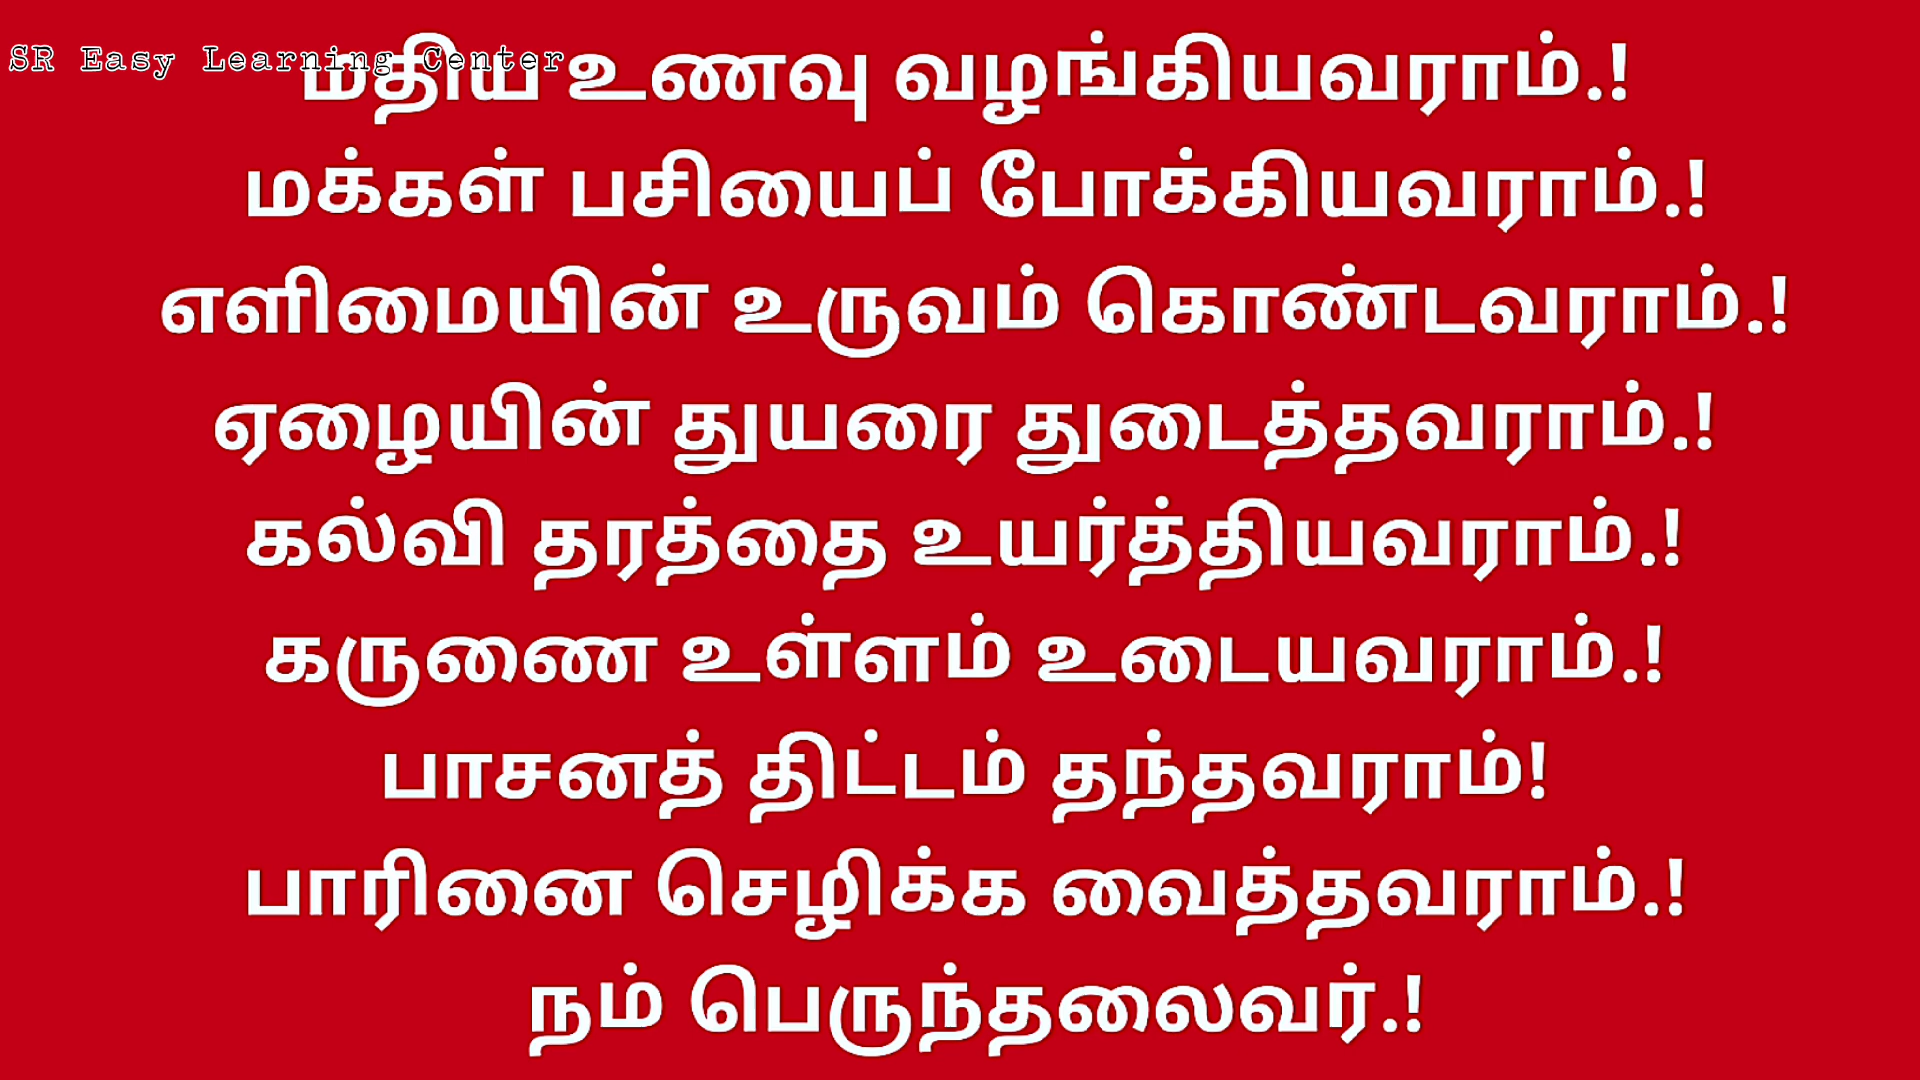 SR Easy Learning Center
மதிய உணவு வழங்கியவராம்.!
மக்கள் பசியைப் போக்கியவராம்.!
எளிமையின் உருவம் கொண்டவராம்.!
ஏழையின் துயரை துடைத்தவராம்.!
கல்வி தரத்தை உயர்த்தியவராம்.!
கருணை உள்ளம் உடையவராம்.!
பாசனத் திட்டம் தந்தவராம்!
பாரினை செழிக்க வைத்தவராம்.!
நம் பெருந்தலைவர்.!